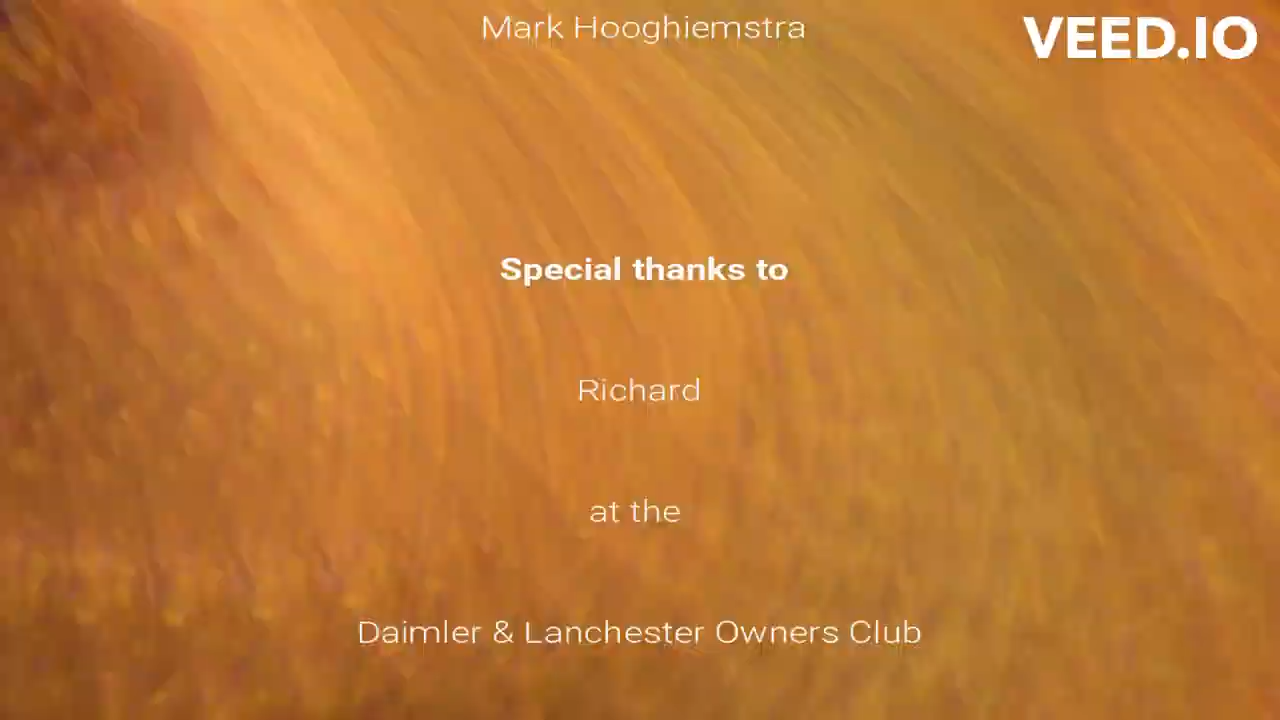 Mark Hooghiemstra
VEED.IO
Special thanks to
Richard
at the
Daimler & Lanchester Owners Club